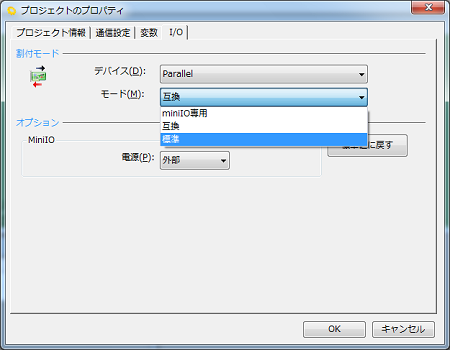 プロジェクトのプロパティ
プロジェクト情報 通信設定 変数 I/O
割付モード
デバイス(D): Parallel
モード(M): 互換
miniIO専用
互換
標準
オプション
MiniIO
に戻す
電源(P): 外部
OK キャンセル